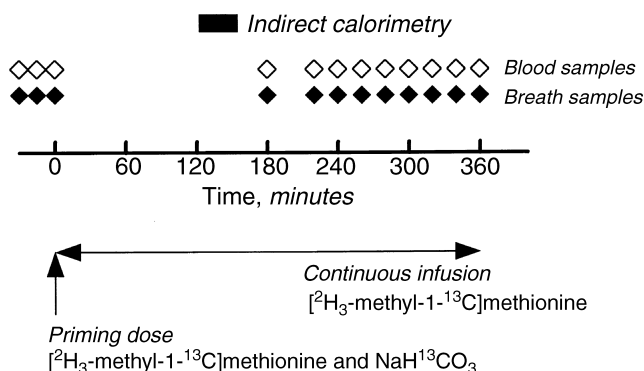 Indirect calorimetry
Blood samples
Breath samples
0 60 120 180 240 300 360
Time, minutes
Continuous infusion
[²H₃-methyl-1-¹³C]methionine
Priming dose
[²H₃-methyl-1-¹³C]methionine and NaH¹³CO₃